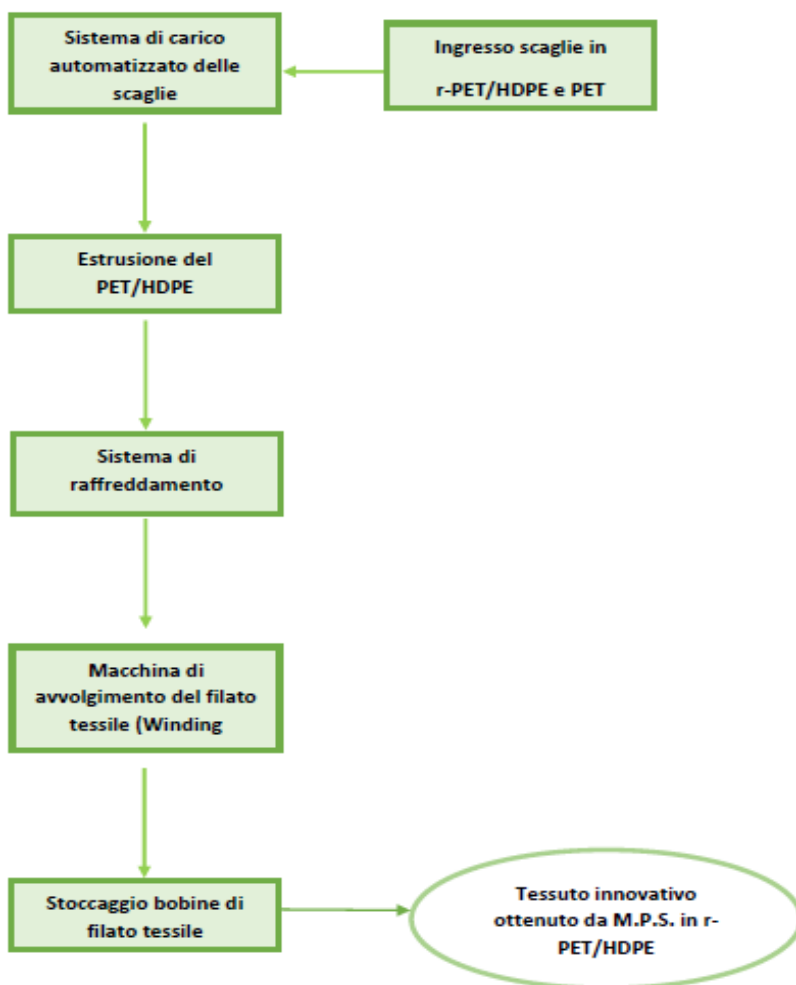 Sistema di carico
automatizzato delle
scaglie
Ingresso scaglie in
r-PET/HDPE e PET
Estrusione del
PET/HDPE
Sistema di
raffreddamento
Macchina di
avvolgimento del filato
tessile (Winding
Stoccaggio bobine di
filato tessile
Tessuto innovativo
ottenuto da M.P.S. in r-
PET/HDPE